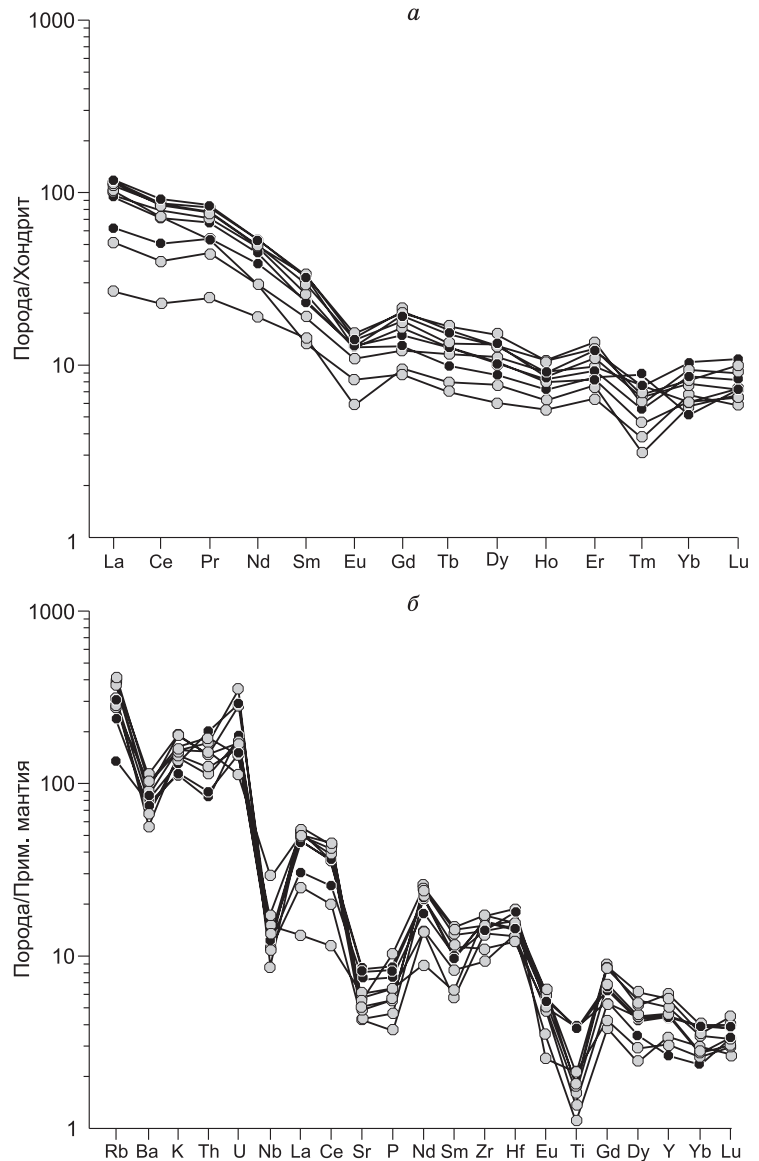 а
1000
100
10
1
Порода/Хондрит
La Ce Pr Nd Sm Eu Gd Tb Dy Ho Er Tm Yb Lu
б
1000
100
10
1
Порода/Прим. мантия
Rb Ba K Th U Nb La Ce Sr P Nd Sm Zr Hf Eu Ti Gd Dy Y Yb Lu